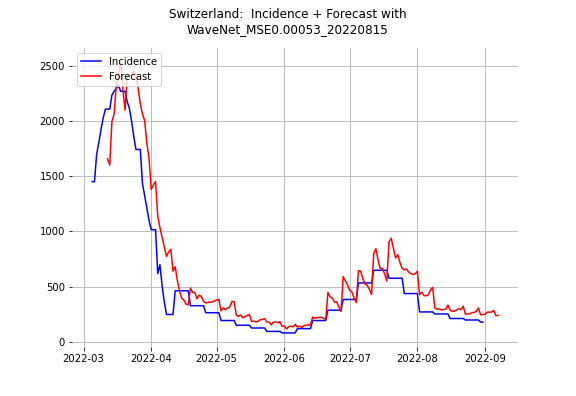 Switzerland:  Incidence + Forecast with
WaveNet_MSE0.00053_20220815
Incidence
Forecast
2500
2000
1500
1000
500
0
2022-03 2022-04 2022-05 2022-06 2022-07 2022-08 2022-09